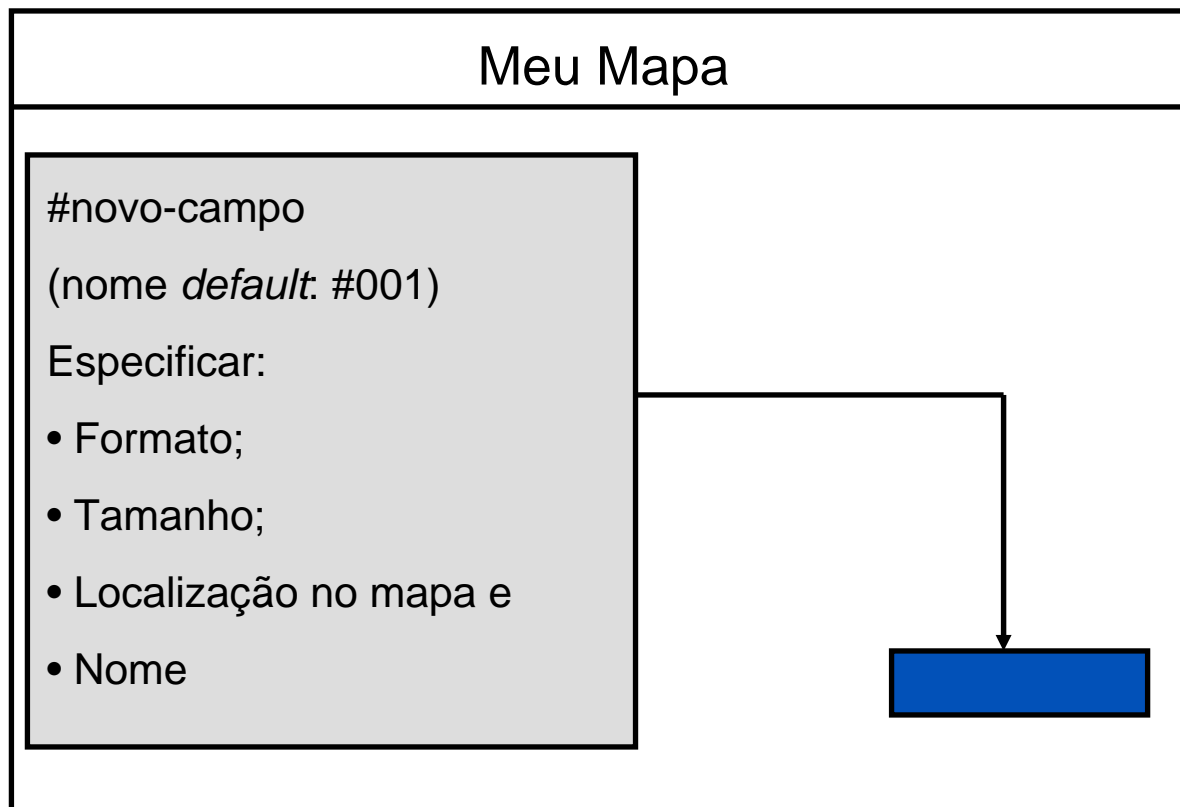 Meu Mapa
#novo-campo
(nome default: #001)
Especificar:
• Formato;
• Tamanho;
• Localização no mapa e
• Nome